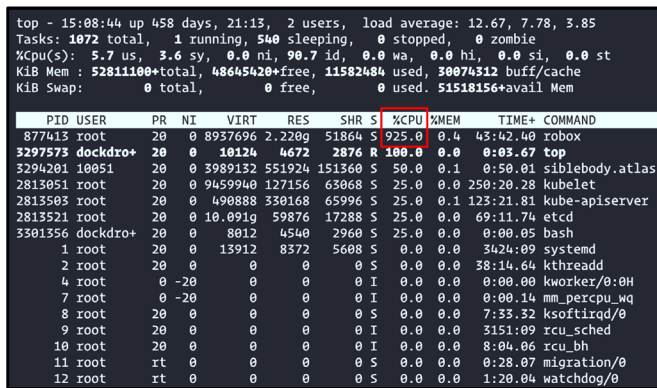 top - 15:08:44 up 458 days, 21:13,  2 users,  load average: 12.67, 7.78, 3.85
Tasks: 1072 total,   1 running, 540 sleeping,   0 stopped,   0 zombie
%Cpu(s):  5.7 us,  3.6 sy,  0.0 ni, 90.7 id,  0.0 wa,  0.0 hi,  0.0 si,  0.0 st
KiB Mem : 52811100+total, 48645420+free, 11582484 used, 30074312 buff/cache
KiB Swap:        0 total,        0 free,        0 used. 51518156+avail Mem
PID USER PR NI VIRT RES SHR S %CPU %MEM TIME+ COMMAND
877413 root 20 0 8937696 2.220g 51864 S 925.0 0.4 43:42.40 robox
3297573 dockdro+ 20 0 10124 4672 2876 R 100.0 0.0 0:03.67 top
3294201 10051 20 0 3989132 551924 151360 S 50.0 0.1 0:50.01 siblebody.atlas
2813051 root 20 0 9459940 127156 63068 S 25.0 0.0 250:20.28 kubelet
2813503 root 20 0 490888 330168 65996 S 25.0 0.1 123:21.81 kube-apiserver
2813521 root 20 0 10.091g 59876 17288 S 25.0 0.0 69:11.74 etcd
3301356 dockdro+ 20 0 8012 4540 2960 S 25.0 0.0 0:00.05 bash
1 root 20 0 13912 8372 5608 S 0.0 0.0 3424:09 systemd
2 root 20 0 0 0 0 S 0.0 0.0 38:14.64 kthreadd
4 root 0 -20 0 0 0 I 0.0 0.0 0:00.00 kworker/0:0H
7 root 0 -20 0 0 0 I 0.0 0.0 0:00.14 mm_percpu_wq
8 root 20 0 0 0 0 S 0.0 0.0 7:33.32 ksoftirqd/0
9 root 20 0 0 0 0 I 0.0 0.0 3151:09 rcu_sched
10 root 20 0 0 0 0 I 0.0 0.0 8:04.06 rcu_bh
11 root rt 0 0 0 0 S 0.0 0.0 0:28.07 migration/0
12 root rt 0 0 0 0 S 0.0 0.0 1:20.04 watchdog/0